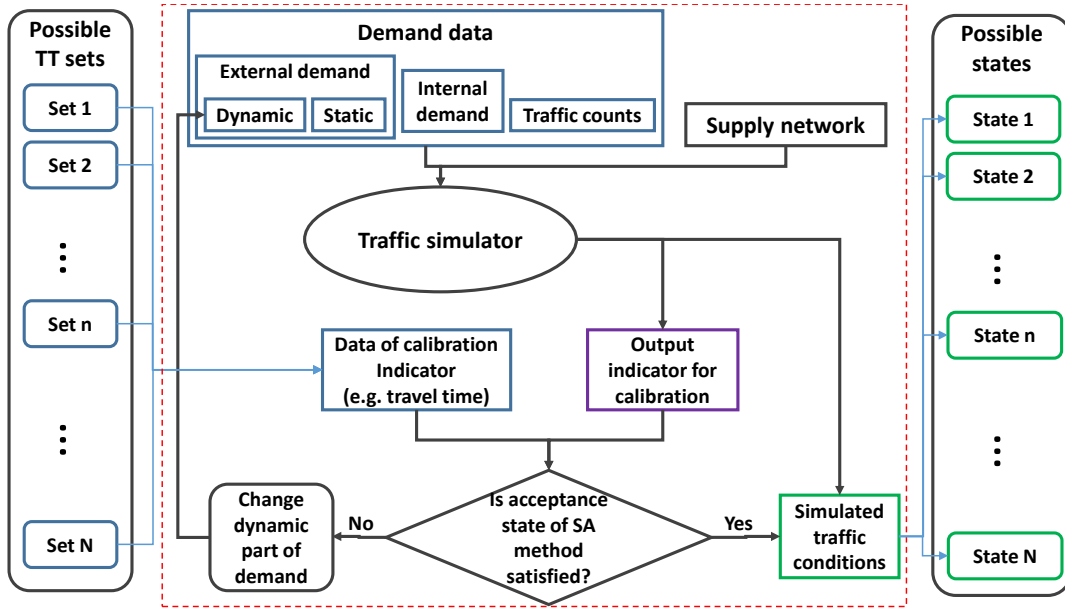 Possible
TT sets
Set 1
Set 2
⋮
Set n
⋮
Set N
Demand data
External demand
Dynamic
Static
Internal
demand
Traffic counts
Supply network
Traffic simulator
Data of calibration
Indicator
(e.g. travel time)
Output
indicator for
calibration
Change
dynamic
part of
demand
No
Is acceptance
state of SA
method
satisfied?
Yes
Simulated
traffic
conditions
Possible
states
State 1
State 2
⋮
State n
⋮
State N